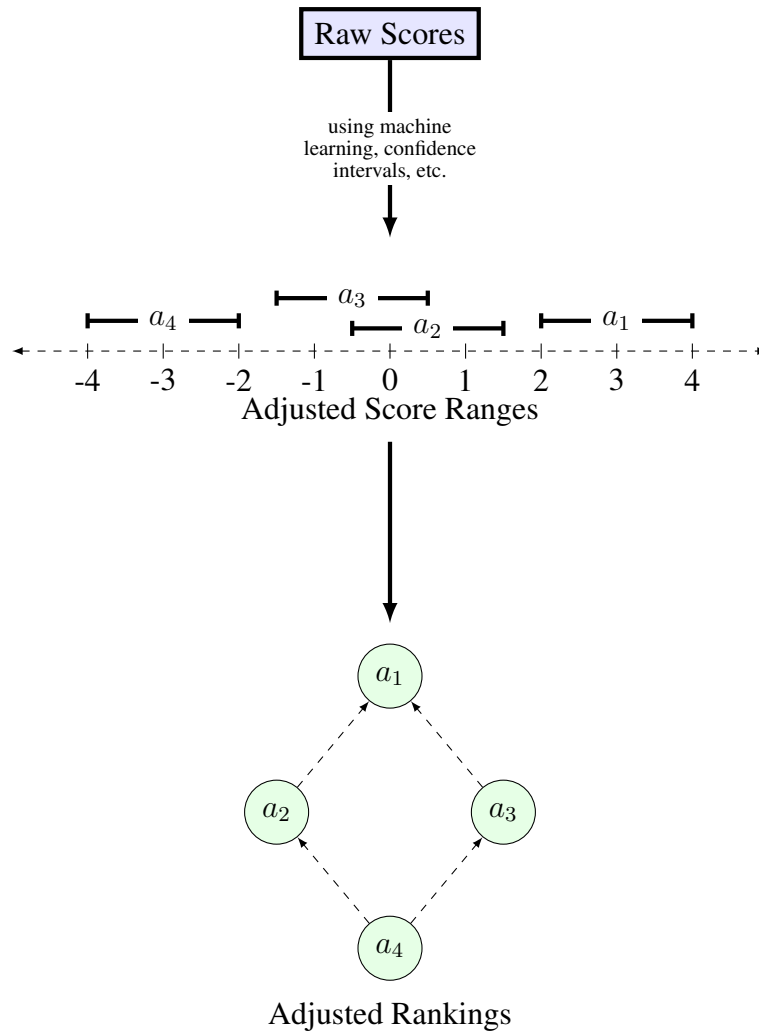 Raw Scores
using machine
learning, confidence
intervals, etc.
a₃
a₄ a₂ a₁
-4 -3 -2 -1 0 1 2 3 4
Adjusted Score Ranges
a₁
a₂ a₃
a₄
Adjusted Rankings